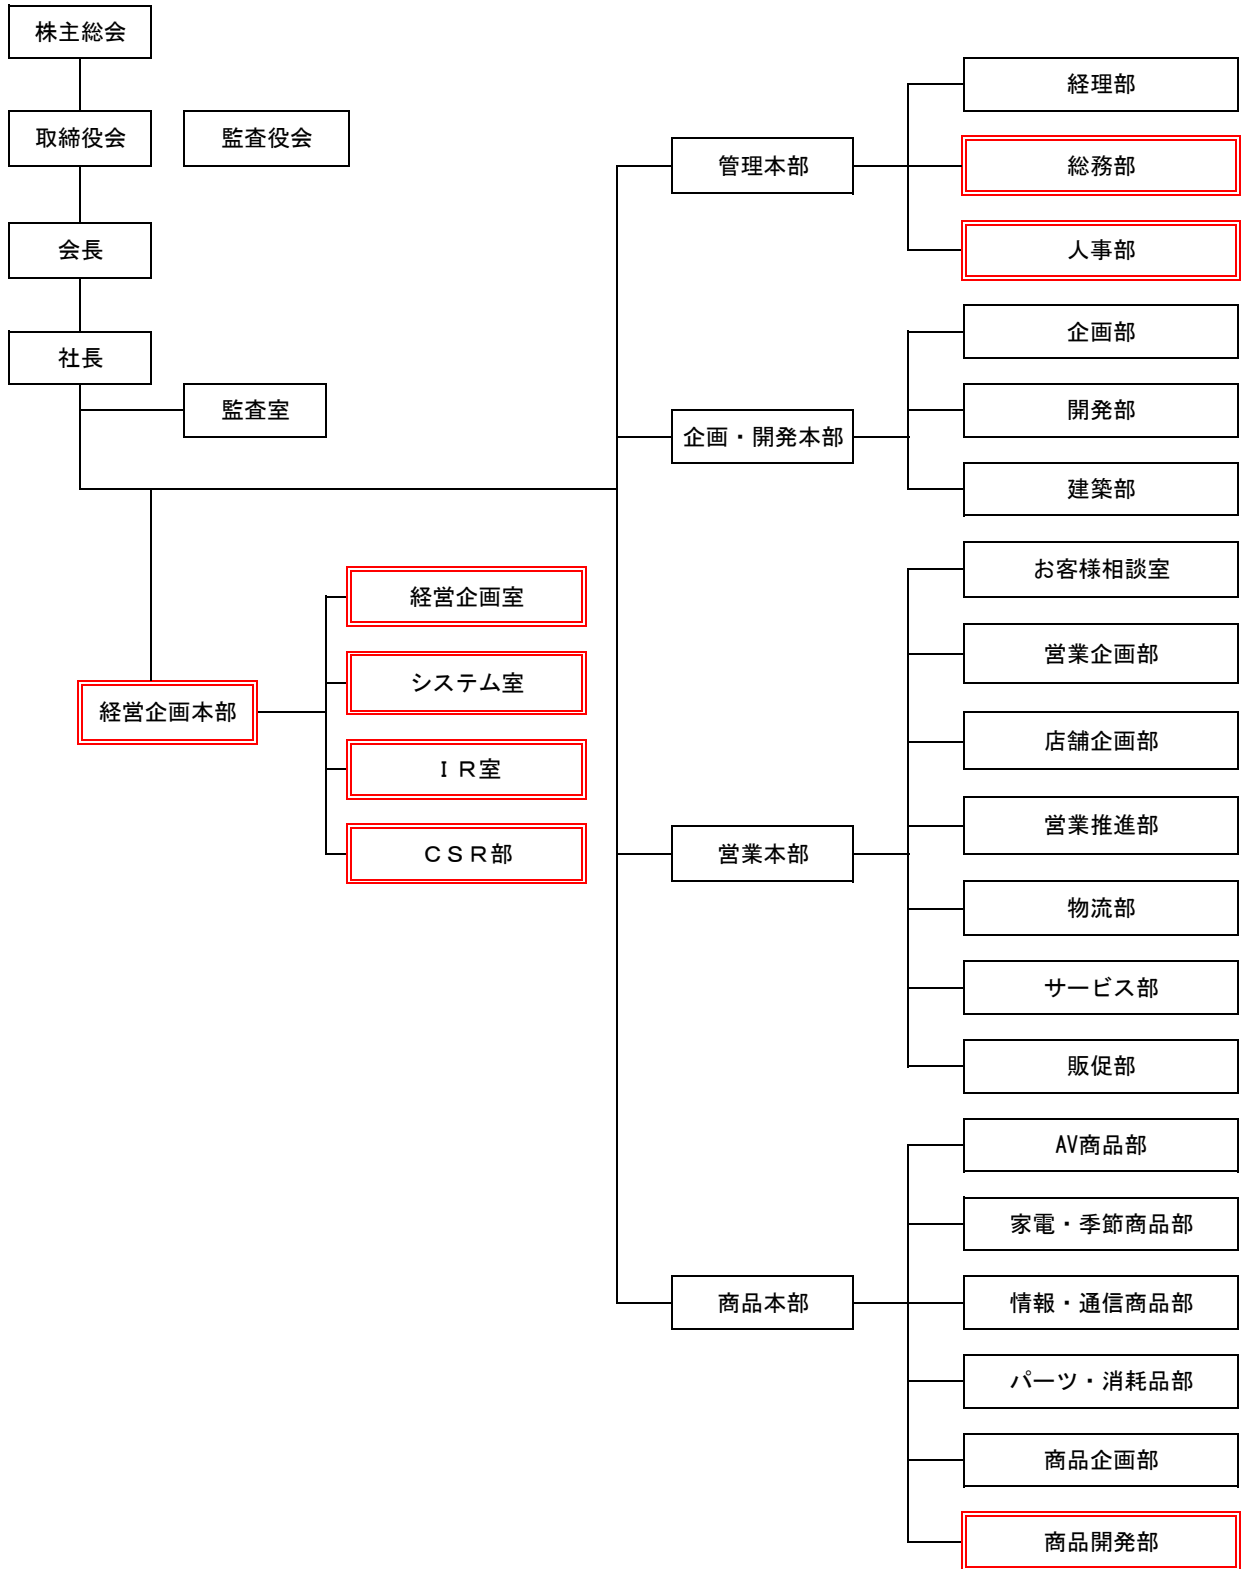 株主総会
取締役会
監査役会
会長
社長
監査室
経営企画本部
経営企画室
システム室
ＩＲ室
ＣＳＲ部
管理本部
経理部
総務部
人事部
企画・開発本部
企画部
開発部
建築部
営業本部
お客様相談室
営業企画部
店舗企画部
営業推進部
物流部
サービス部
販促部
商品本部
AV商品部
家電・季節商品部
情報・通信商品部
パーツ・消耗品部
商品企画部
商品開発部